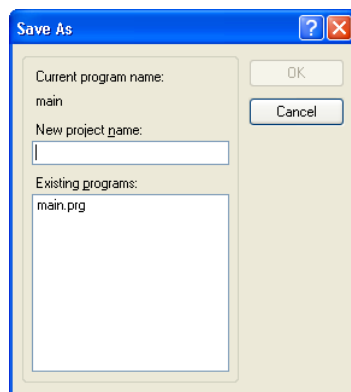 Save As
Current program name:
OK
main
Cancel
New project name:
Existing programs:
main.prg